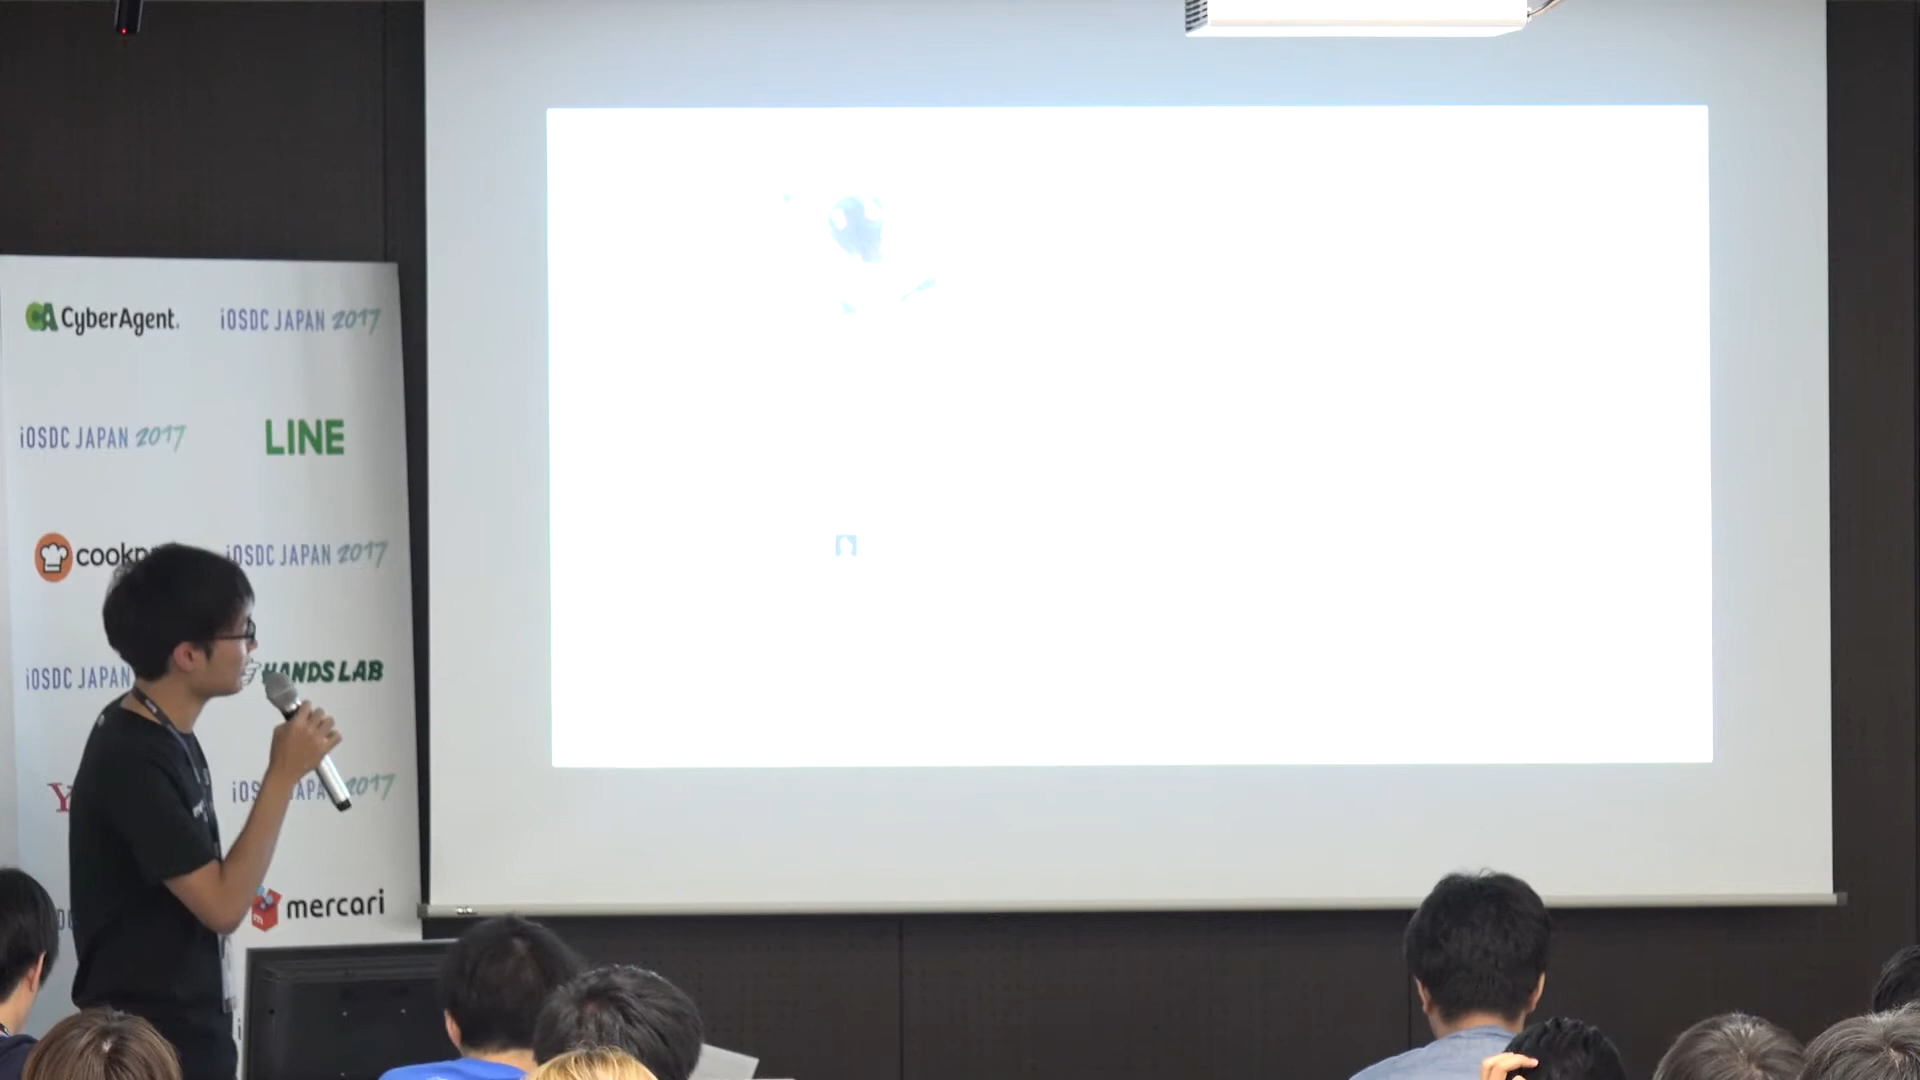 CyberAgent.
iOSDC JAPAN 2017
iOSDC JAPAN 2017
LINE
iOSDC JAPAN 2017
iOSDC JAPAN
HANDS LAB
2017
mercari